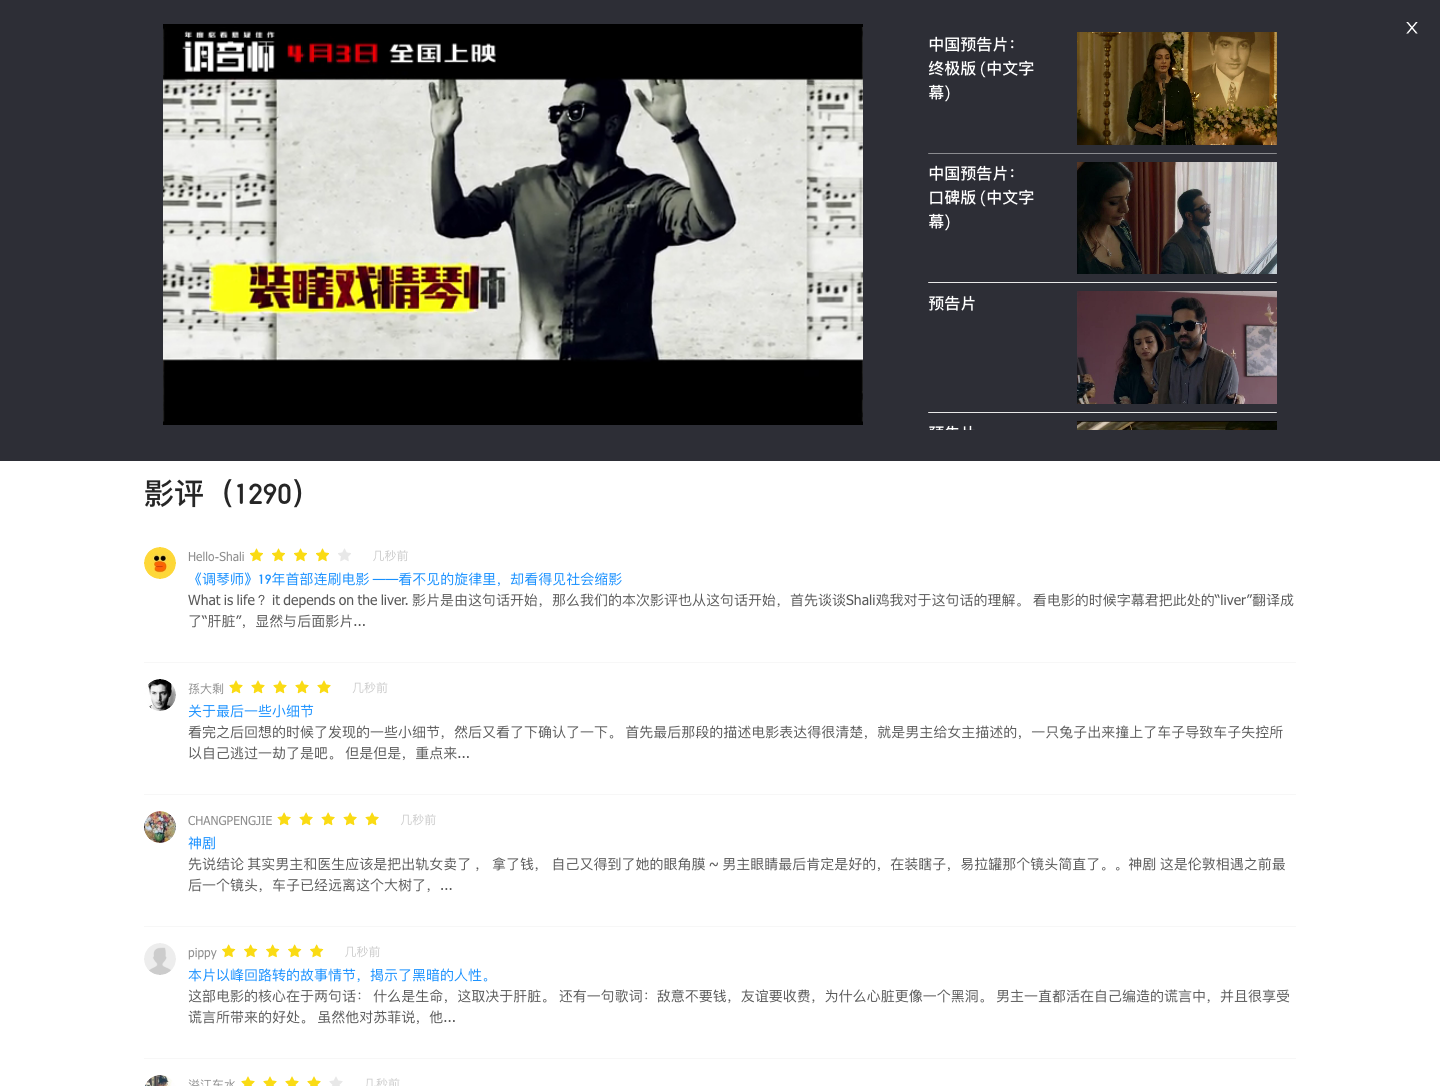 年度必看悬疑佳作
调音师 4月3日 全国上映
装瞎戏精琴师
X
中国预告片：
终极版 (中文字
幕)
中国预告片：
口碑版 (中文字
幕)
预告片
预告片
影评（1290）
Hello-Shali 几秒前
《调琴师》19年首部连刷电影 ——看不见的旋律里，却看得见社会缩影
What is life？ it depends on the liver. 影片是由这句话开始，那么我们的本次影评也从这句话开始，首先谈谈Shali鸡我对于这句话的理解。 看电影的时候字幕君把此处的“liver”翻译成
了“肝脏”，显然与后面影片...
孫大剩 几秒前
关于最后一些小细节
看完之后回想的时候了发现的一些小细节，然后又看了下确认了一下。 首先最后那段的描述电影表达得很清楚，就是男主给女主描述的，一只兔子出来撞上了车子导致车子失控所
以自己逃过一劫了是吧。 但是但是，重点来...
CHANGPENGJIE 几秒前
神剧
先说结论 其实男主和医生应该是把出轨女卖了 ， 拿了钱， 自己又得到了她的眼角膜 ~ 男主眼睛最后肯定是好的，在装瞎子，易拉罐那个镜头简直了。。神剧 这是伦敦相遇之前最
后一个镜头，车子已经远离这个大树了，...
pippy 几秒前
本片以峰回路转的故事情节，揭示了黑暗的人性。
这部电影的核心在于两句话： 什么是生命，这取决于肝脏。 还有一句歌词：敌意不要钱，友谊要收费，为什么心脏更像一个黑洞。 男主一直都活在自己编造的谎言中，并且很享受
谎言所带来的好处。 虽然他对苏菲说，他...
溢江东水 几秒前